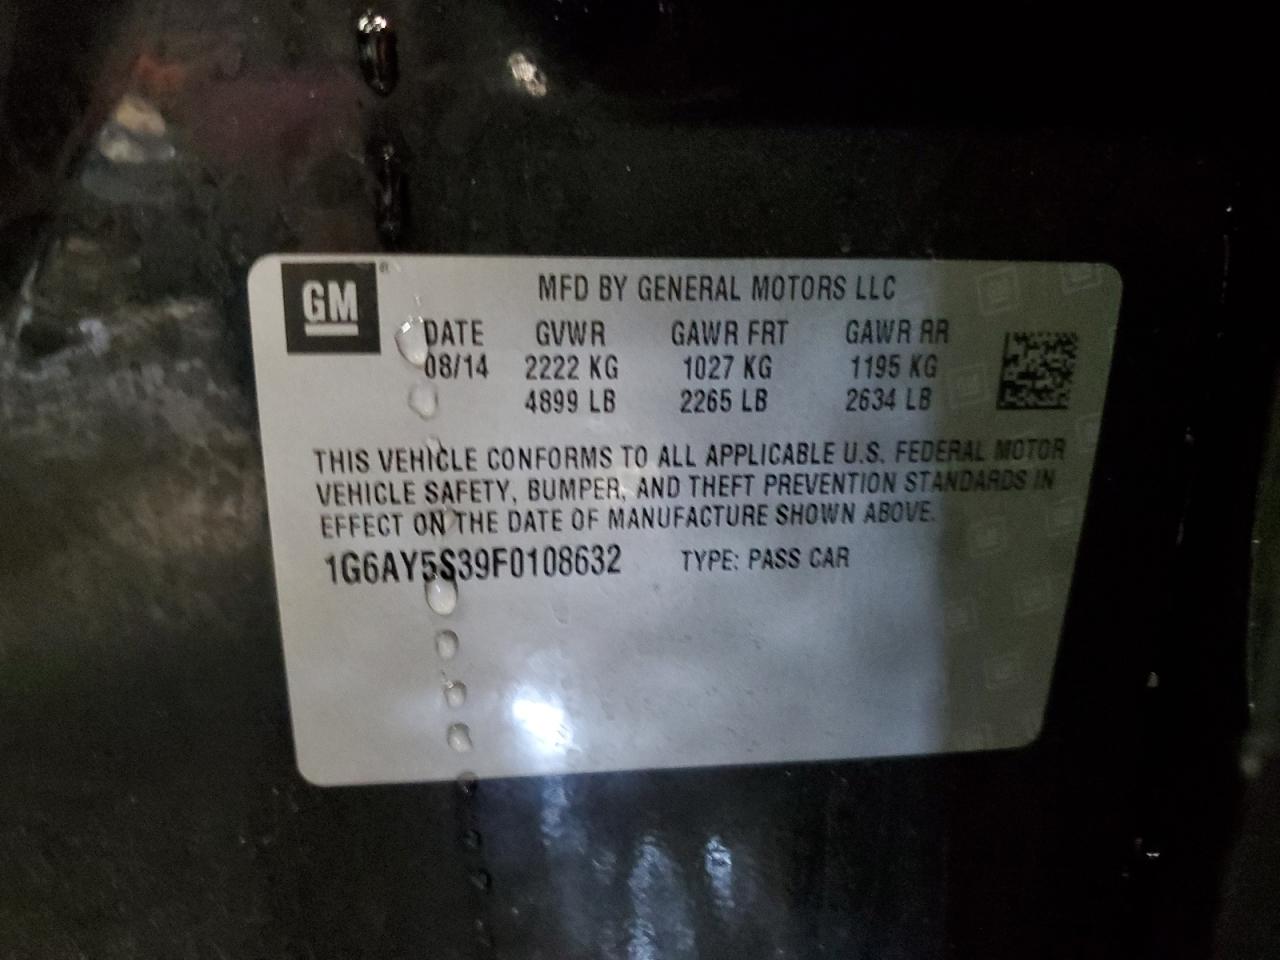 GM
MFD BY GENERAL MOTORS LLC
DATE GVWR GAWR FRT GAWR RR
08/14 2222 KG 1027 KG 1195 KG
4899 LB 2265 LB 2634 LB
THIS VEHICLE CONFORMS TO ALL APPLICABLE U.S. FEDERAL MOTOR
VEHICLE SAFETY, BUMPER, AND THEFT PREVENTION STANDARDS IN
EFFECT ON THE DATE OF MANUFACTURE SHOWN ABOVE.
1G6AY5S39F0108632 TYPE: PASS CAR